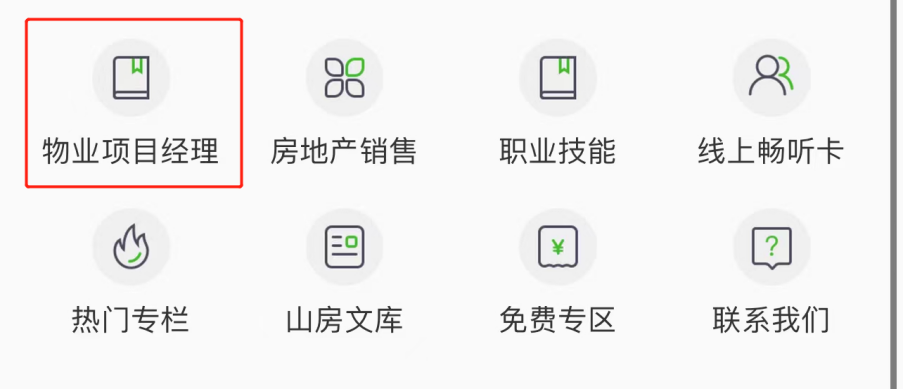 物业项目经理 房地产销售 职业技能 线上畅听卡
¥ ?
热门专栏 山房文库 免费专区 联系我们